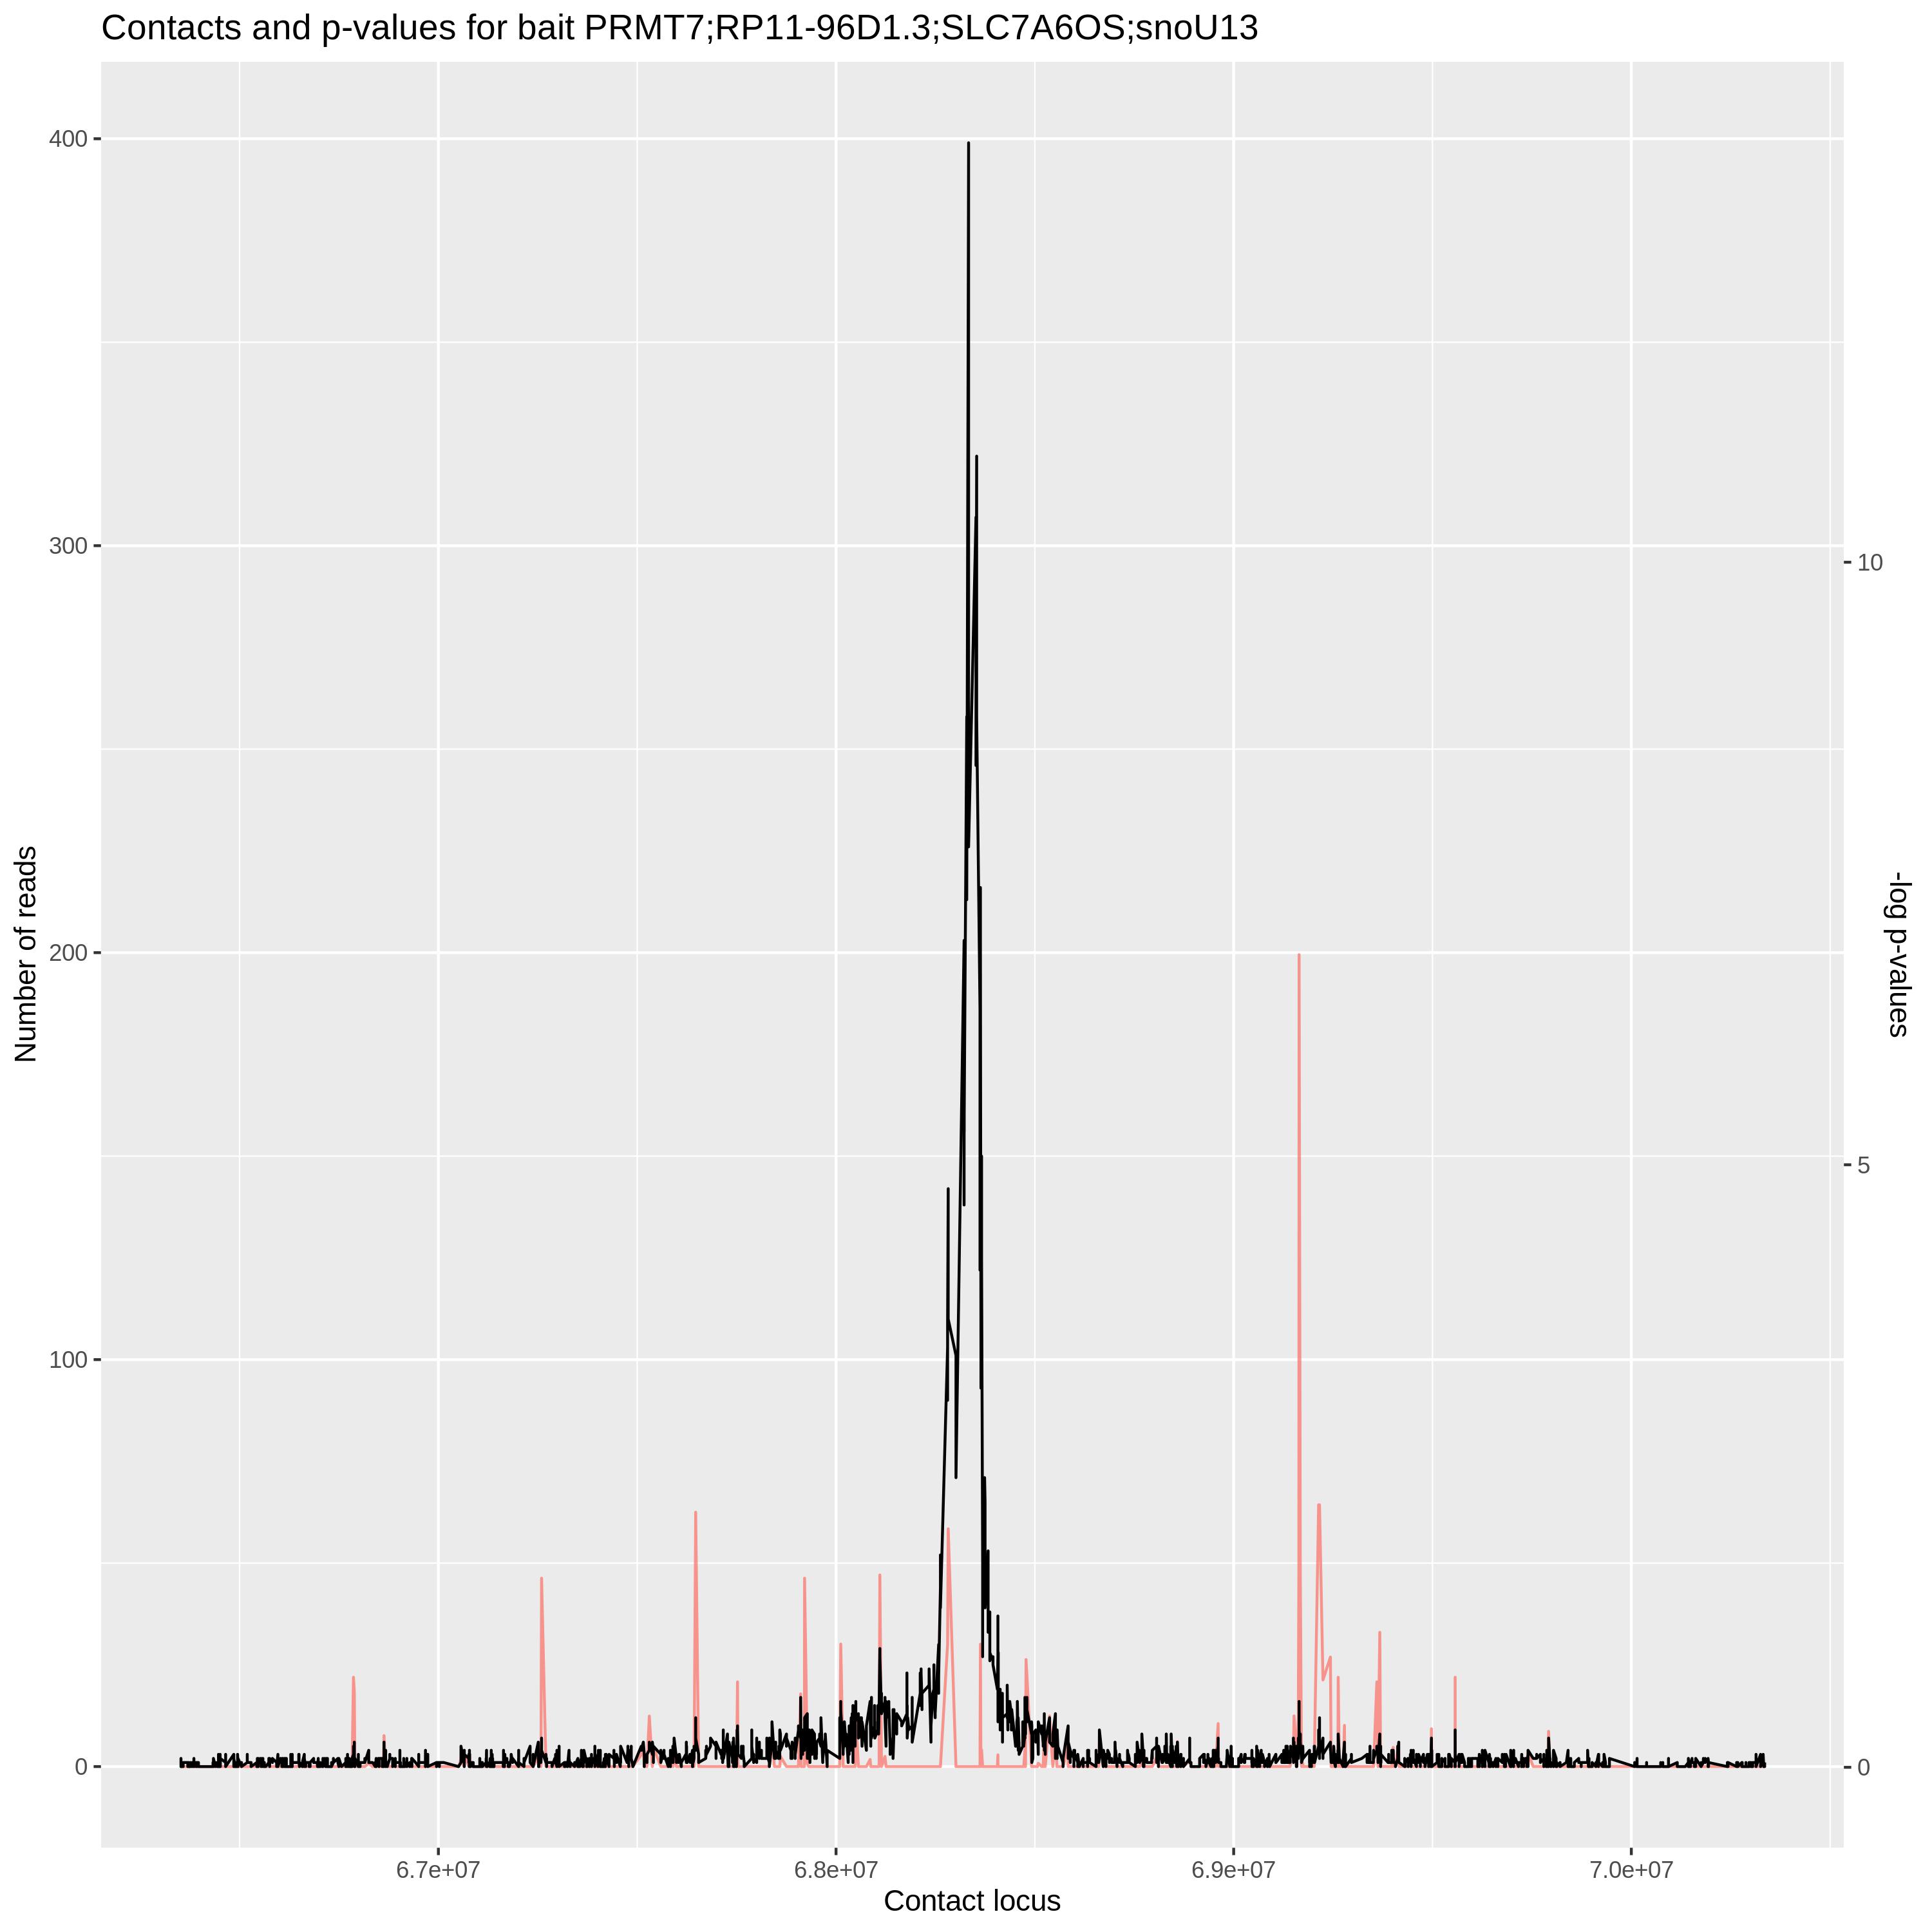 Contacts and p-values for bait PRMT7;RP11-96D1.3;SLC7A6OS;snoU13
400
300
200
100
0
Number of reads
10
5
0
-log p-values
6.7e+07 6.8e+07 6.9e+07 7.0e+07
Contact locus